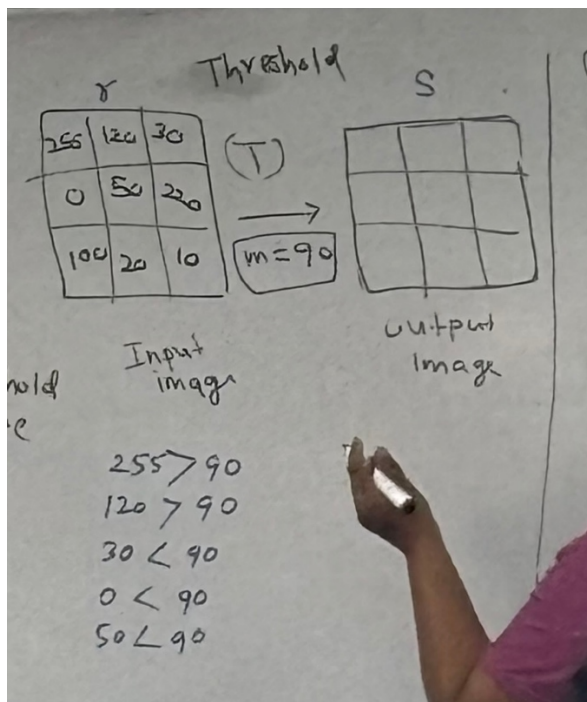 Threshold
r
S
255 120 30
0 50 220
100 20 10
(T)
m=90
Input
image
output
image
255 > 90
120 > 90
30 < 90
0 < 90
50 < 90